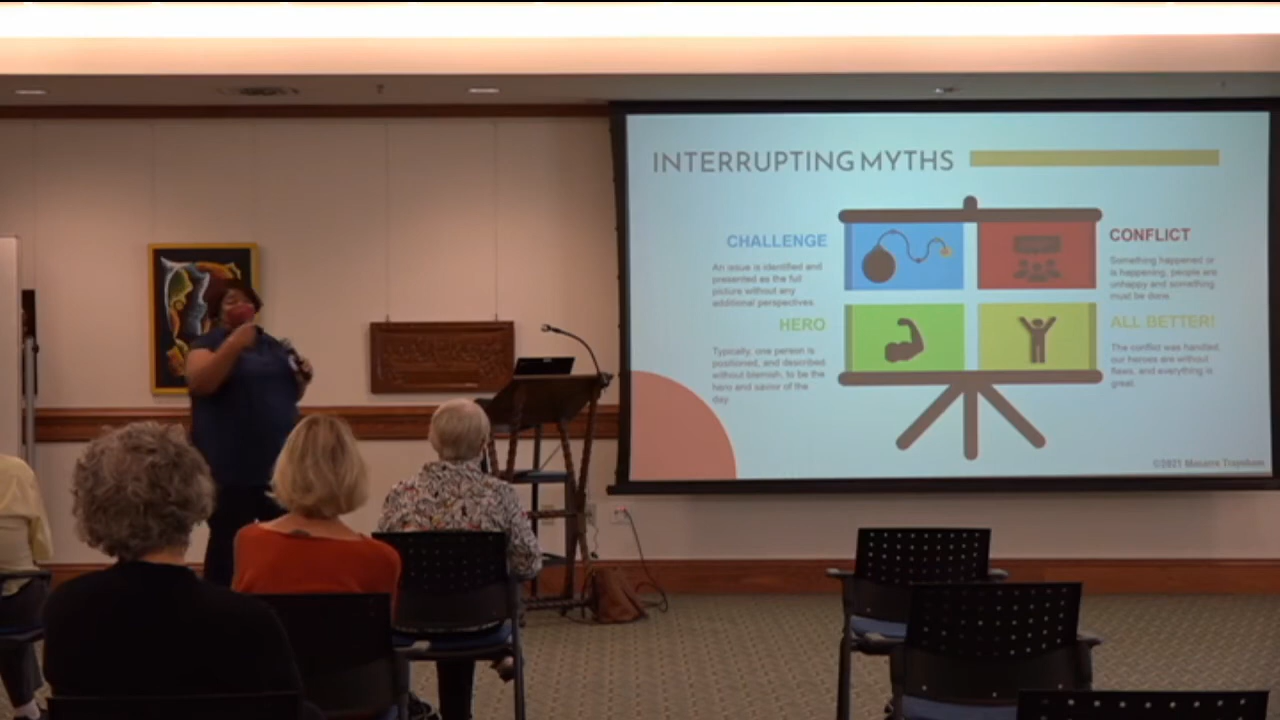 INTERRUPTING MYTHS
CHALLENGE
An issue is identified and
presented as the full
picture without any
additional perspectives.
HERO
Typically, one person is
positioned, and described
without blemish, to be the
hero and savior of the
day
CONFLICT
Something happened or
is happening, people are
unhappy and something
must be done.
ALL BETTER!
The conflict was handled,
our heroes are without
flaws, and everything is
great.
©2021